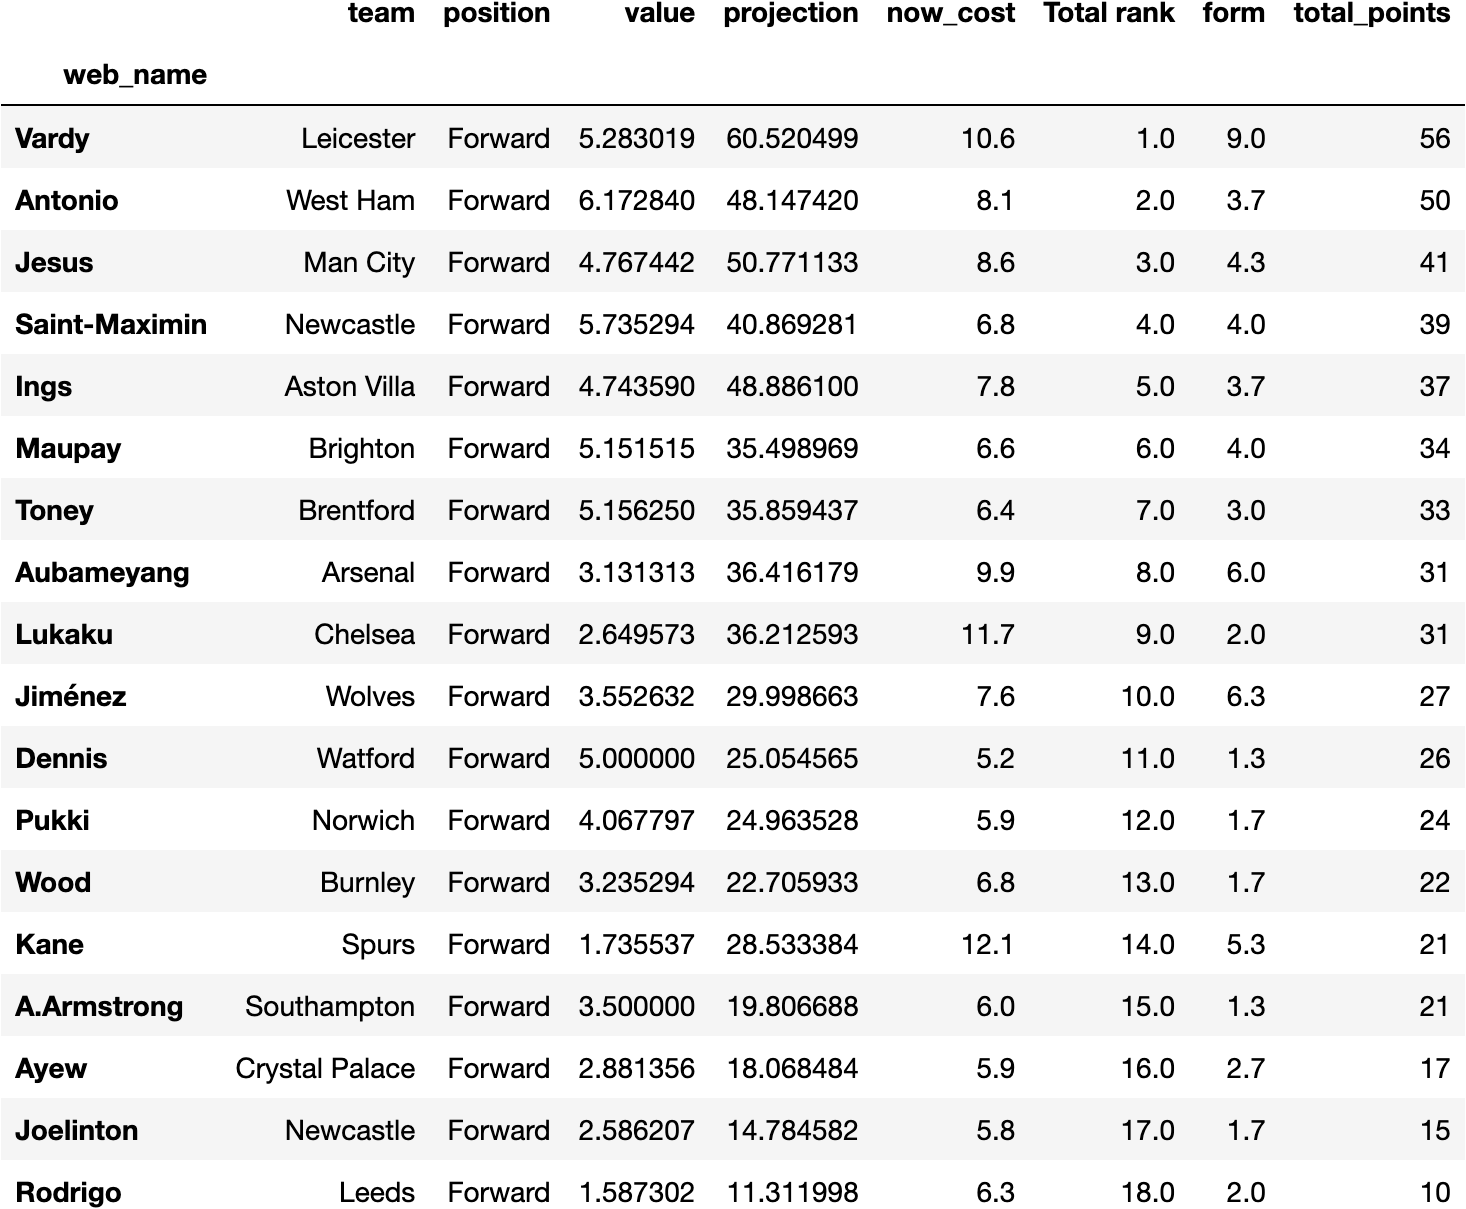 team position value projection now_cost Total rank form total_points
web_name
Vardy Leicester Forward 5.283019 60.520499 10.6 1.0 9.0 56
Antonio West Ham Forward 6.172840 48.147420 8.1 2.0 3.7 50
Jesus Man City Forward 4.767442 50.771133 8.6 3.0 4.3 41
Saint-Maximin Newcastle Forward 5.735294 40.869281 6.8 4.0 4.0 39
Ings Aston Villa Forward 4.743590 48.886100 7.8 5.0 3.7 37
Maupay Brighton Forward 5.151515 35.498969 6.6 6.0 4.0 34
Toney Brentford Forward 5.156250 35.859437 6.4 7.0 3.0 33
Aubameyang Arsenal Forward 3.131313 36.416179 9.9 8.0 6.0 31
Lukaku Chelsea Forward 2.649573 36.212593 11.7 9.0 2.0 31
Jiménez Wolves Forward 3.552632 29.998663 7.6 10.0 6.3 27
Dennis Watford Forward 5.000000 25.054565 5.2 11.0 1.3 26
Pukki Norwich Forward 4.067797 24.963528 5.9 12.0 1.7 24
Wood Burnley Forward 3.235294 22.705933 6.8 13.0 1.7 22
Kane Spurs Forward 1.735537 28.533384 12.1 14.0 5.3 21
A.Armstrong Southampton Forward 3.500000 19.806688 6.0 15.0 1.3 21
Ayew Crystal Palace Forward 2.881356 18.068484 5.9 16.0 2.7 17
Joelinton Newcastle Forward 2.586207 14.784582 5.8 17.0 1.7 15
Rodrigo Leeds Forward 1.587302 11.311998 6.3 18.0 2.0 10